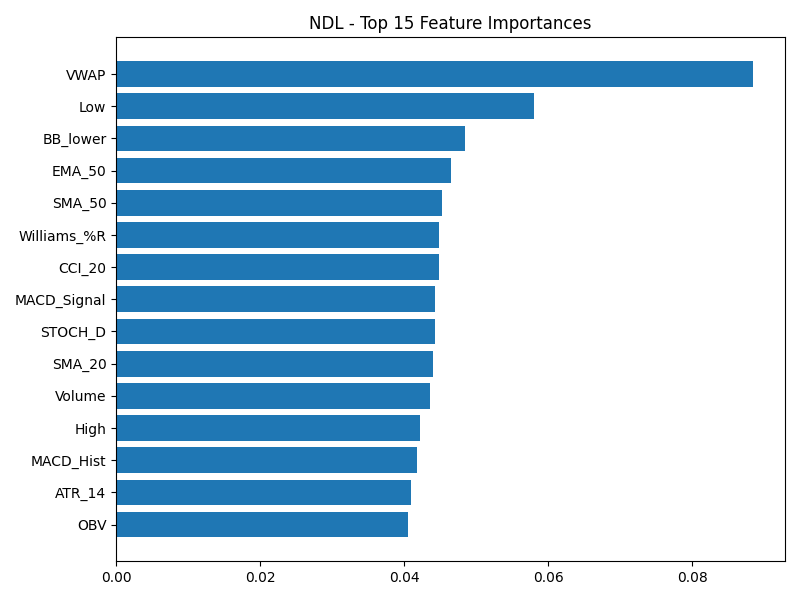 NDL - Top 15 Feature Importances
VWAP
Low
BB_lower
EMA_50
SMA_50
Williams_%R
CCI_20
MACD_Signal
STOCH_D
SMA_20
Volume
High
MACD_Hist
ATR_14
OBV
0.00 0.02 0.04 0.06 0.08